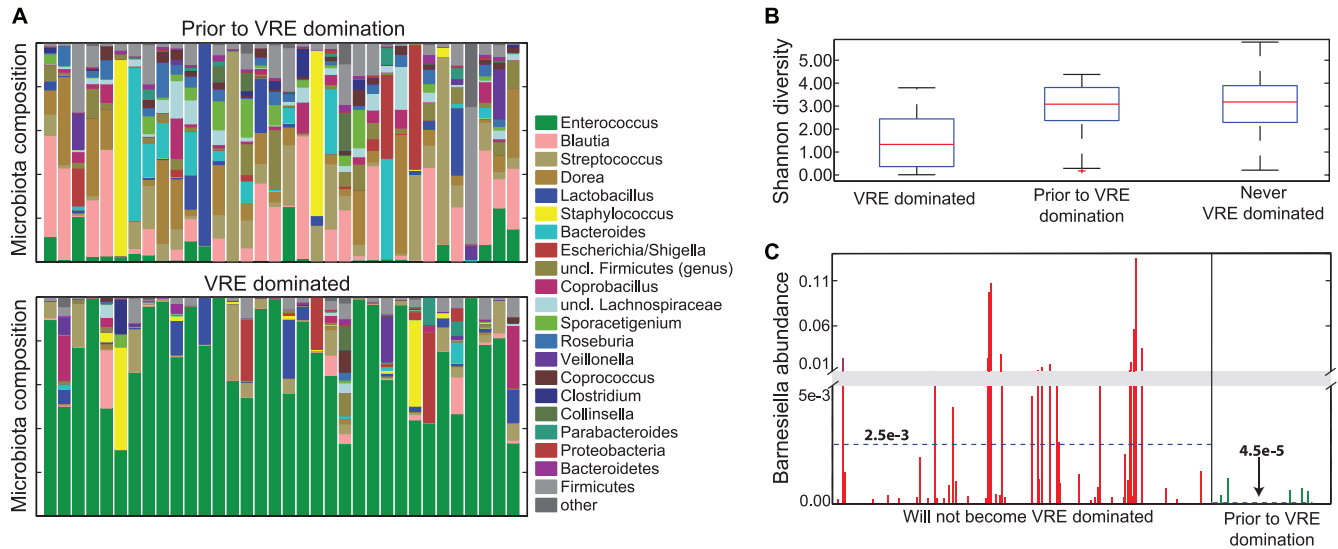 A
Prior to VRE domination
Microbiota composition
VRE dominated
Microbiota composition
Enterococcus
Blautia
Streptococcus
Dorea
Lactobacillus
Staphylococcus
Bacteroides
Escherichia/Shigella
uncl. Firmicutes (genus)
Coprobacillus
uncl. Lachnospiraceae
Sporacetigenium
Roseburia
Veillonella
Coprococcus
Clostridium
Collinsella
Parabacteroides
Proteobacteria
Bacteroidetes
Firmicutes
other
B
Shannon diversity
5.00
4.00
3.00
2.00
1.00
0.00
VRE dominated
Prior to VRE
domination
Never
VRE dominated
C
Barnesiella abundance
0.11
0.06
0.01
5e-3
0.00
2.5e-3
4.5e-5
Will not become VRE dominated
Prior to VRE
domination